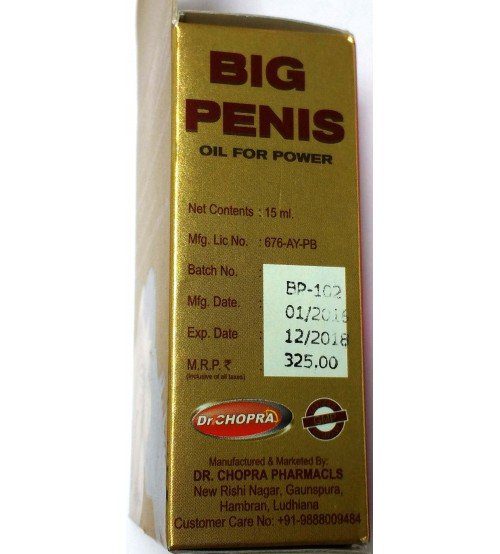 BIG
PENIS
OIL FOR POWER
Net Contents : 15 ml.
Mfg. Lic No. : 676-AY-PB
Batch No. : BP-102
Mfg. Date. : 01/2016
Exp. Date : 12/2018
M.R.P. ₹ 325.00
(Inclusive of all taxes)
Dr CHOPRA
GMP
Manufactured & Marketed By:
DR. CHOPRA PHARMACLS
New Rishi Nagar, Gaunspura,
Hambran, Ludhiana
Customer Care No: +91-9888009484